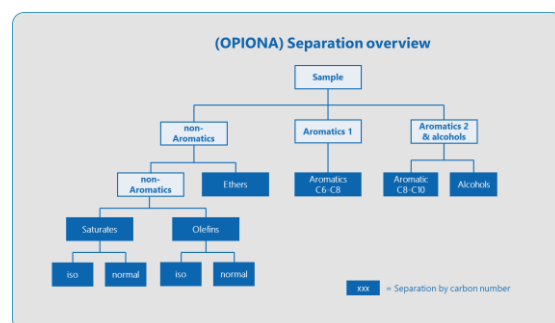 (OPIONA) Separation overview
Sample
non-
Aromatics
Aromatics 1
Aromatics 2
& alcohols
non-
Aromatics
Ethers
Aromatics
C6-C8
Aromatic
C8-C10
Alcohols
Saturates
Olefins
iso
normal
iso
normal
xxx
= Separation by carbon number